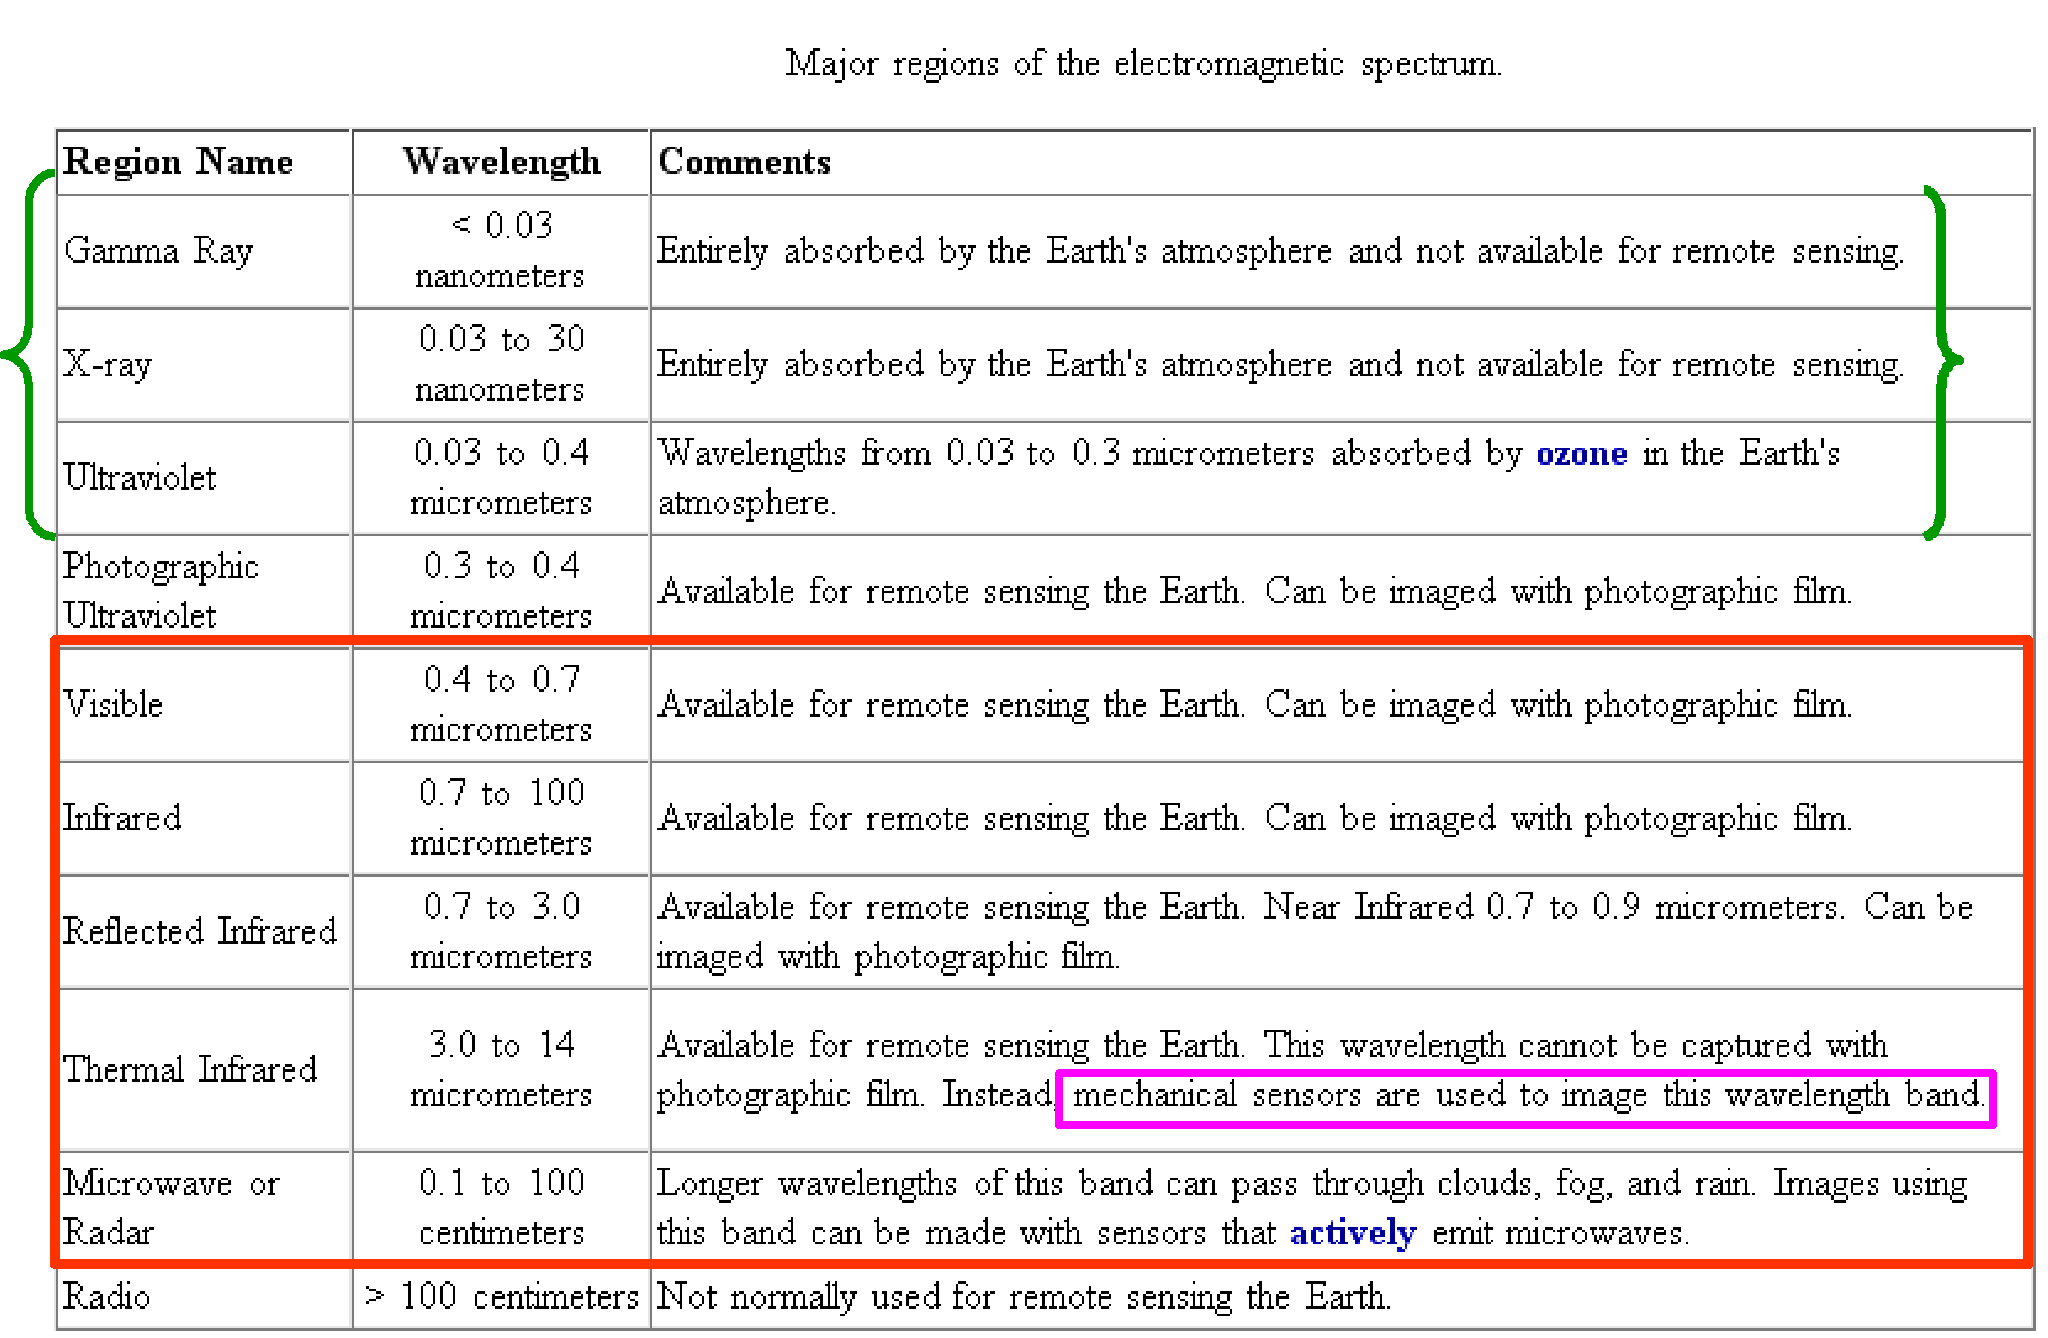 Major regions of the electromagnetic spectrum.
Region Name Wavelength Comments
Gamma Ray
< 0.03
nanometers
Entirely absorbed by the Earth's atmosphere and not available for remote sensing.
X-ray
0.03 to 30
nanometers
Entirely absorbed by the Earth's atmosphere and not available for remote sensing.
Ultraviolet
0.03 to 0.4
micrometers
Wavelengths from 0.03 to 0.3 micrometers absorbed by ozone in the Earth's
atmosphere.
Photographic
Ultraviolet
0.3 to 0.4
micrometers
Available for remote sensing the Earth. Can be imaged with photographic film.
Visible
0.4 to 0.7
micrometers
Available for remote sensing the Earth. Can be imaged with photographic film.
Infrared
0.7 to 100
micrometers
Available for remote sensing the Earth. Can be imaged with photographic film.
Reflected Infrared
0.7 to 3.0
micrometers
Available for remote sensing the Earth. Near Infrared 0.7 to 0.9 micrometers. Can be
imaged with photographic film.
Thermal Infrared
3.0 to 14
micrometers
Available for remote sensing the Earth. This wavelength cannot be captured with
photographic film. Instead, mechanical sensors are used to image this wavelength band.
Microwave or
Radar
0.1 to 100
centimeters
Longer wavelengths of this band can pass through clouds, fog, and rain. Images using
this band can be made with sensors that actively emit microwaves.
Radio
> 100 centimeters
Not normally used for remote sensing the Earth.